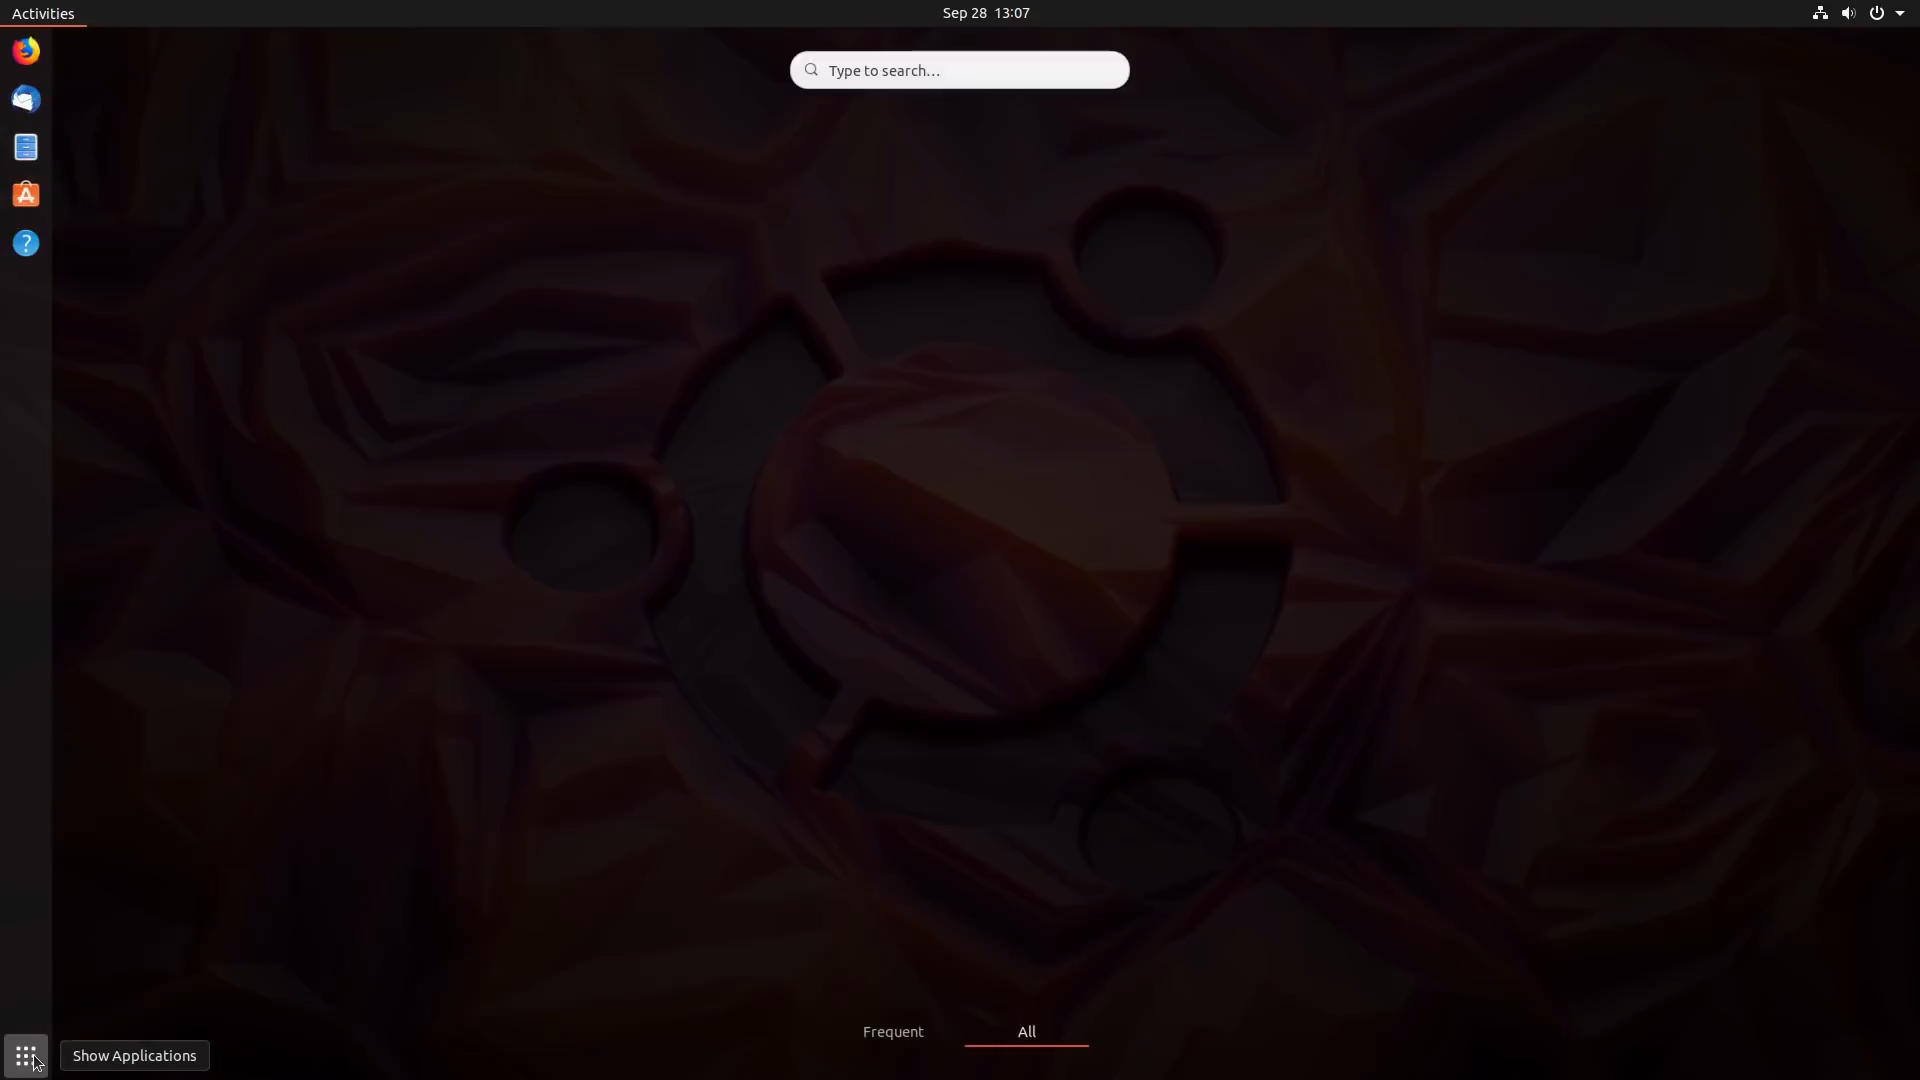 Activities
Sep 28 13:07
Type to search...
Frequent
All
Show Applications